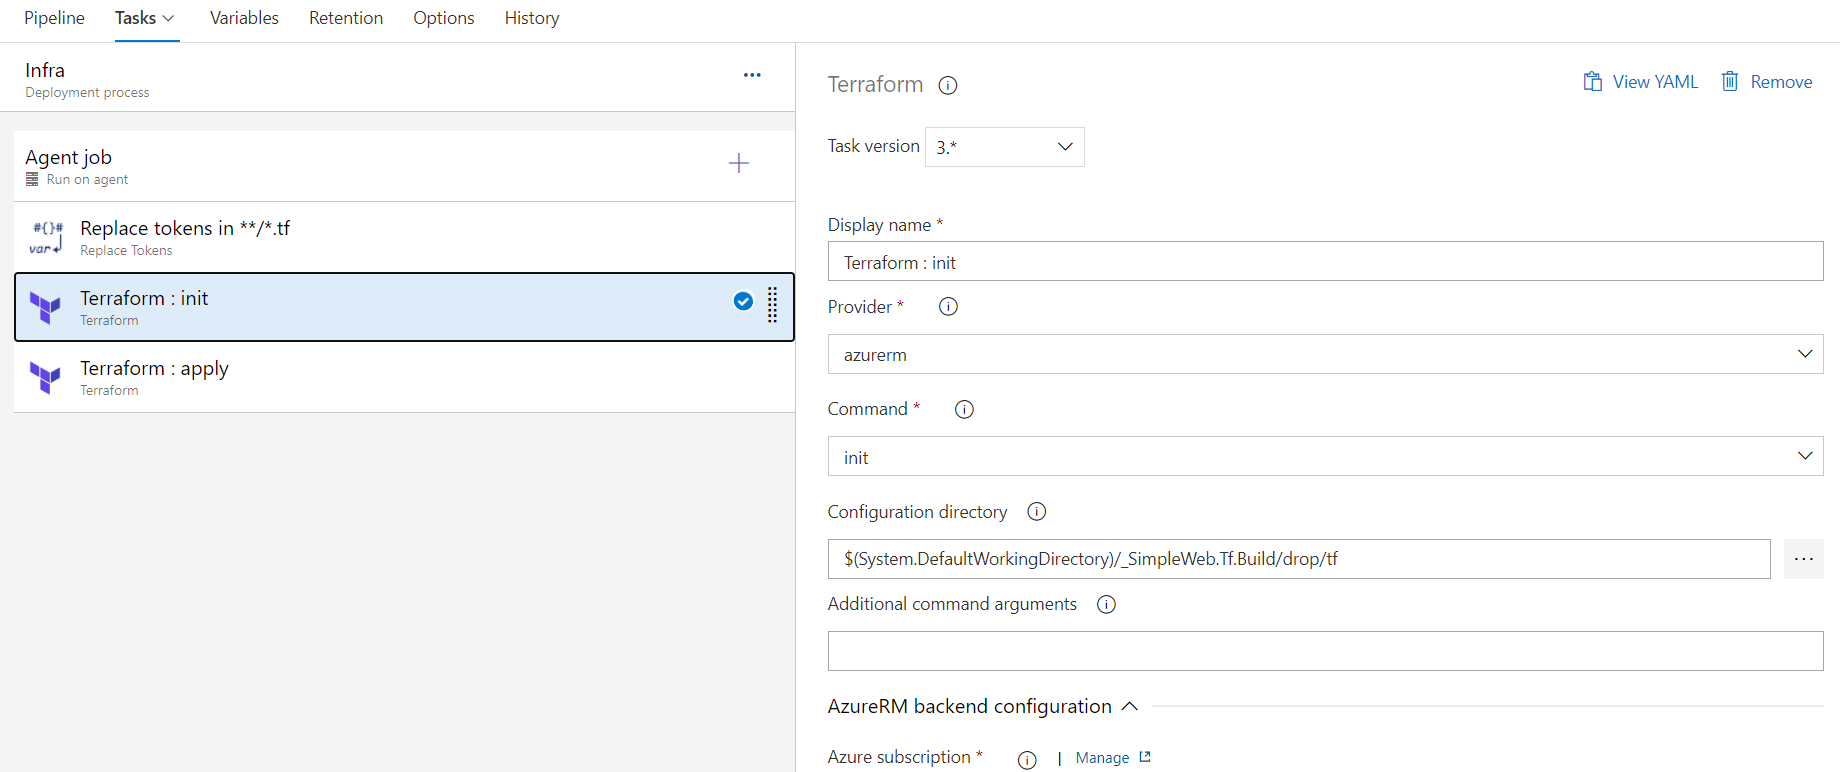 Pipeline Tasks Variables Retention Options History
Infra
Deployment process
Agent job
Run on agent
#{}#
var
Replace tokens in **/*.tf
Replace Tokens
Terraform : init
Terraform
Terraform : apply
Terraform
Terraform
View YAML Remove
Task version 3.*
Display name *
Terraform : init
Provider *
azurerm
Command *
init
Configuration directory
$(System.DefaultWorkingDirectory)/_SimpleWeb.Tf.Build/drop/tf
Additional command arguments
AzureRM backend configuration
Azure subscription * | Manage